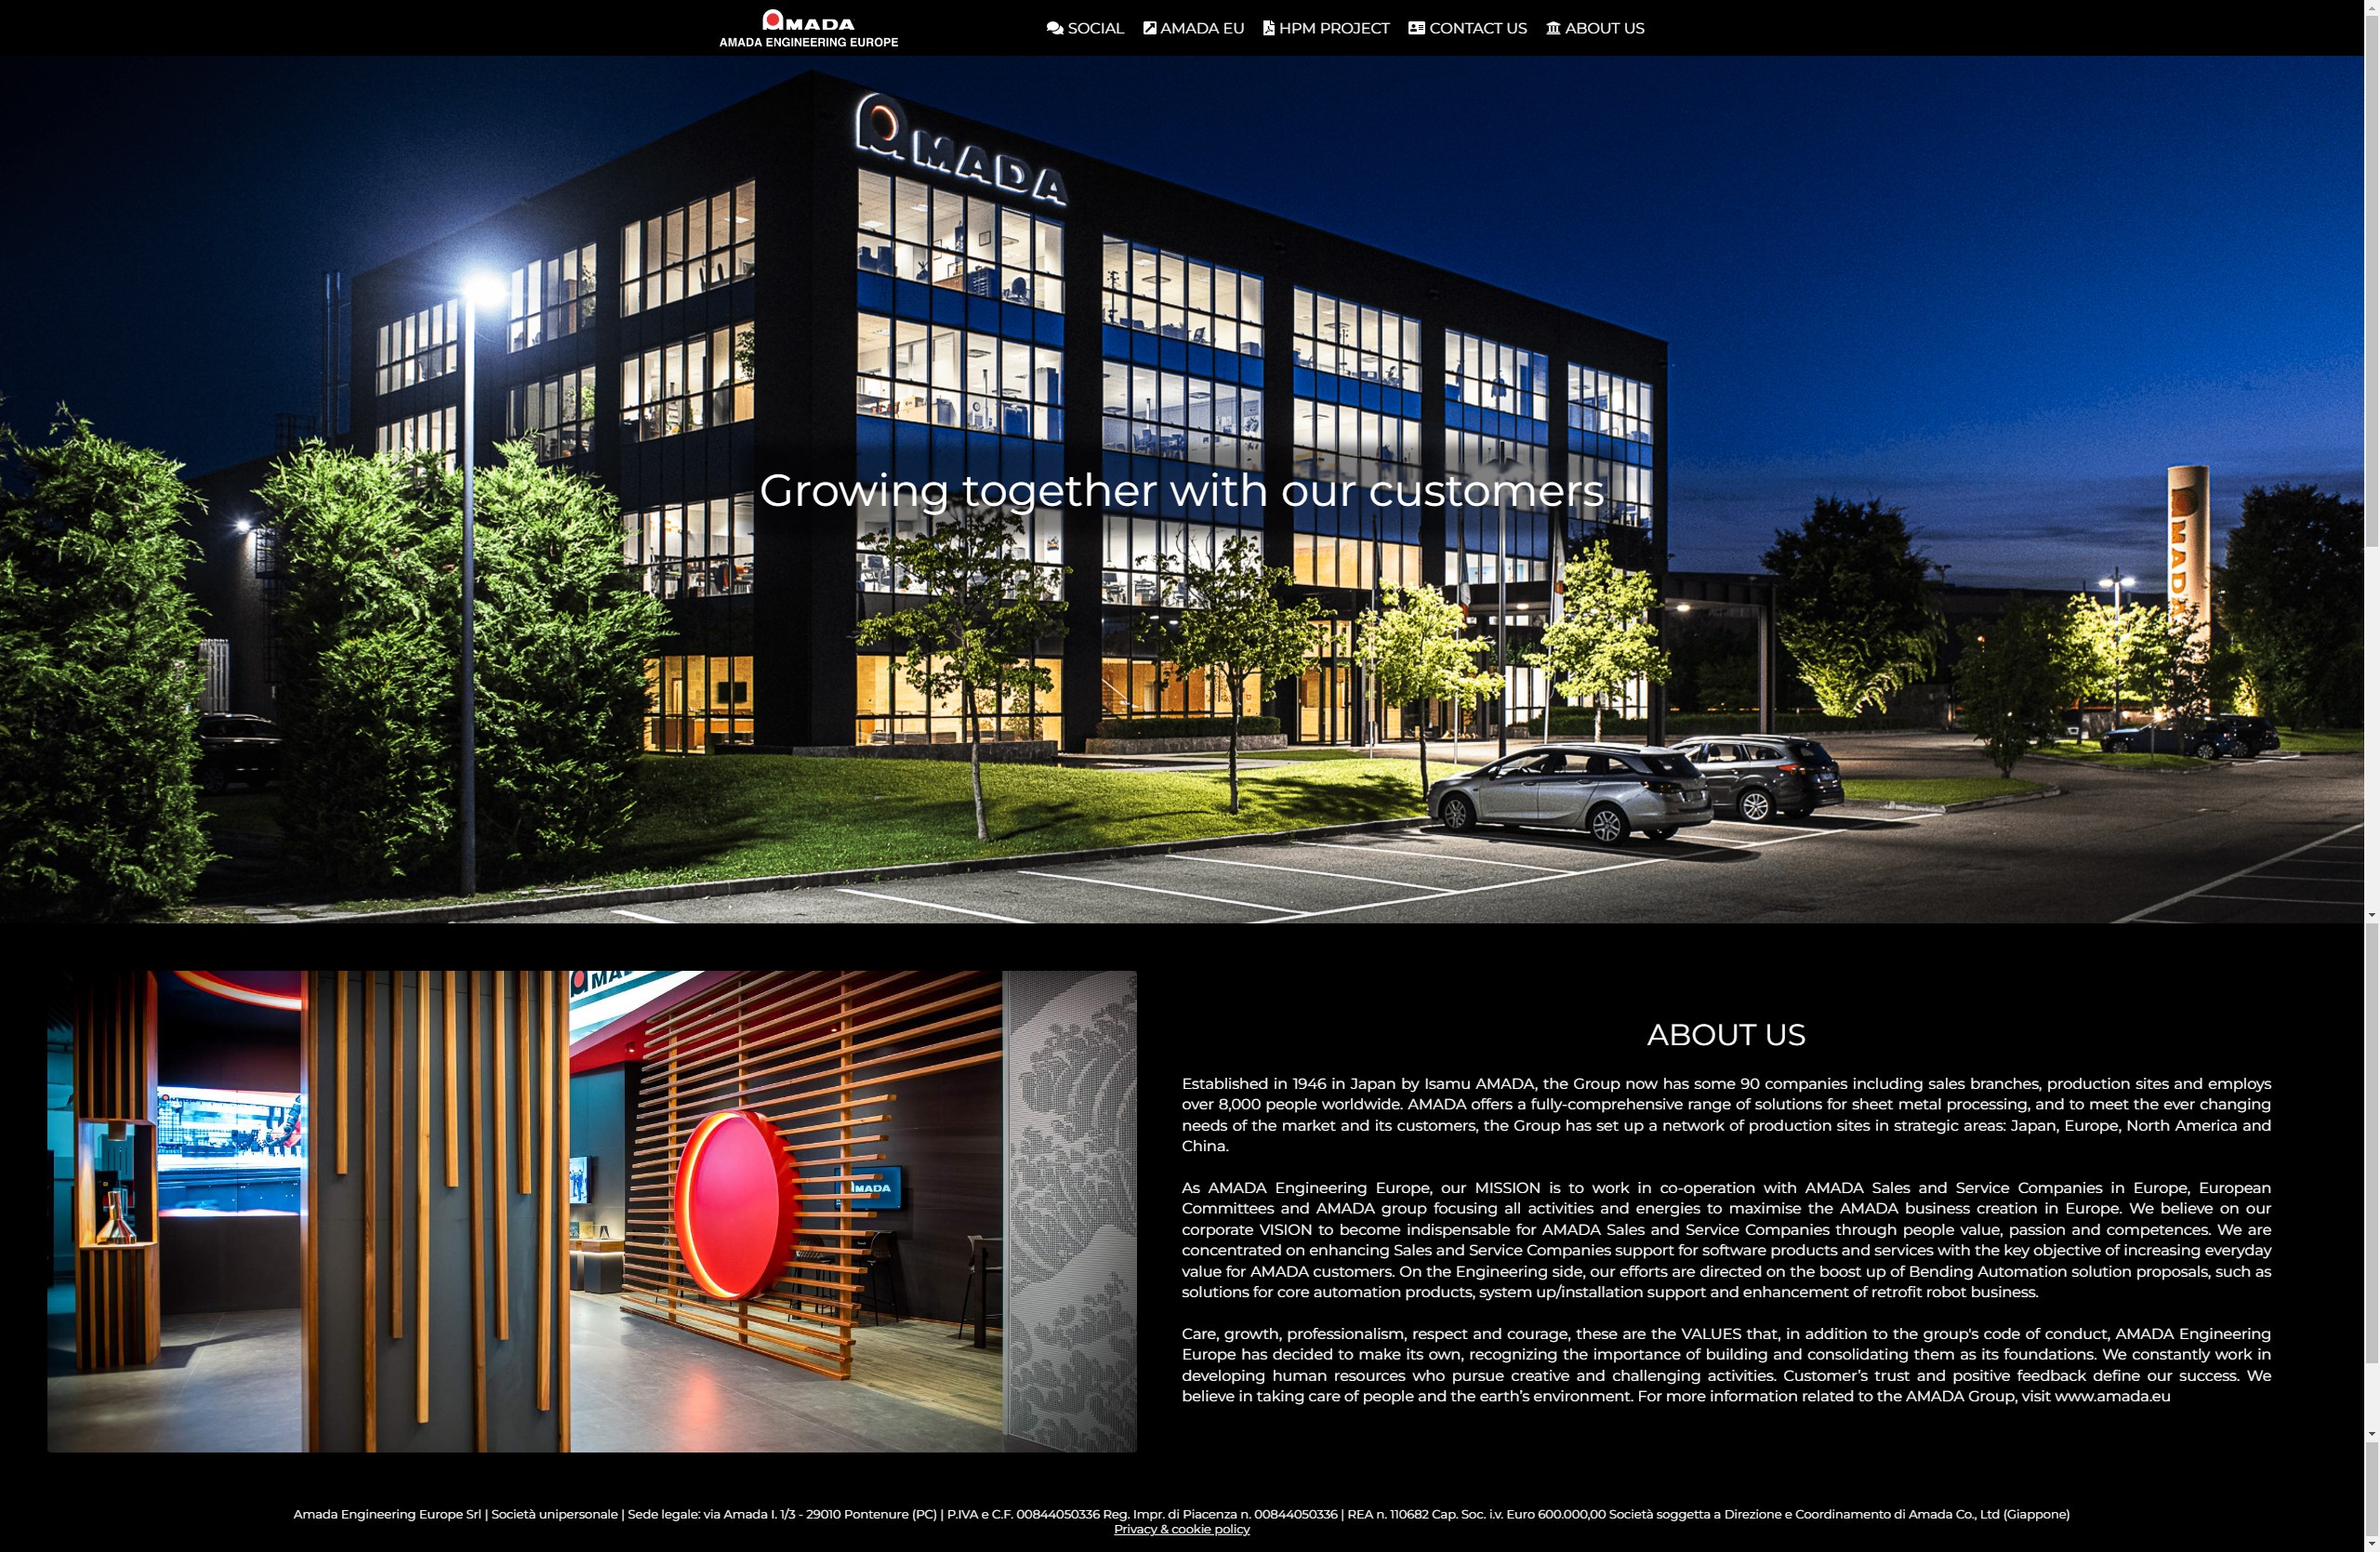 AMADA
AMADA ENGINEERING EUROPE
SOCIAL
AMADA EU
HPM PROJECT
CONTACT US
ABOUT US
AMADA
Growing together with our customers
AMADA
AMADA
ABOUT US
Established in 1946 in Japan by Isamu AMADA, the Group now has some 90 companies including sales branches, production sites and employs
over 8,000 people worldwide. AMADA offers a fully-comprehensive range of solutions for sheet metal processing, and to meet the ever changing
needs of the market and its customers, the Group has set up a network of production sites in strategic areas: Japan, Europe, North America and
China.
As AMADA Engineering Europe, our MISSION is to work in co-operation with AMADA Sales and Service Companies in Europe, European
Committees and AMADA group focusing all activities and energies to maximise the AMADA business creation in Europe. We believe on our
corporate VISION to become indispensable for AMADA Sales and Service Companies through people value, passion and competences. We are
concentrated on enhancing Sales and Service Companies support for software products and services with the key objective of increasing everyday
value for AMADA customers. On the Engineering side, our efforts are directed on the boost up of Bending Automation solution proposals, such as
solutions for core automation products, system up/installation support and enhancement of retrofit robot business.
Care, growth, professionalism, respect and courage, these are the VALUES that, in addition to the group's code of conduct, AMADA Engineering
Europe has decided to make its own, recognizing the importance of building and consolidating them as its foundations. We constantly work in
developing human resources who pursue creative and challenging activities. Customer’s trust and positive feedback define our success. We
believe in taking care of people and the earth’s environment. For more information related to the AMADA Group, visit www.amada.eu
Amada Engineering Europe Srl | Società unipersonale | Sede legale: via Amada I. 1/3 - 29010 Pontenure (PC) | P.IVA e C.F. 00844050336 Reg. Impr. di Piacenza n. 00844050336 | REA n. 110682 Cap. Soc. i.v. Euro 600.000,00 Società soggetta a Direzione e Coordinamento di Amada Co., Ltd (Giappone)
Privacy & cookie policy